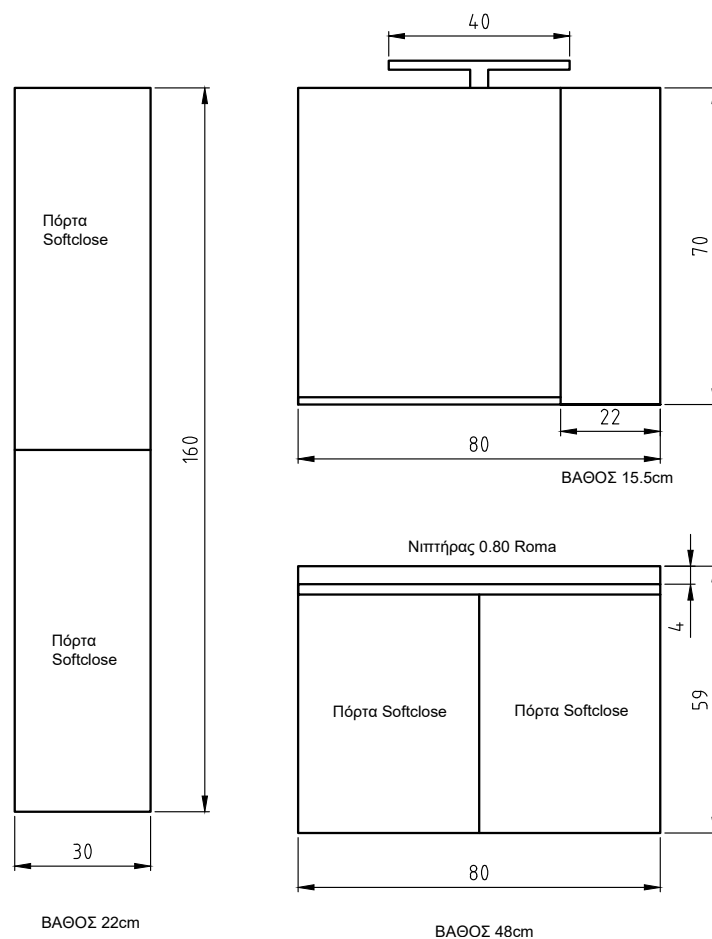 40
Πόρτα
Softclose
160
70
22
80
ΒΑΘΟΣ 15.5cm
Νιπτήρας 0.80 Roma
4
59
Πόρτα
Softclose
Πόρτα Softclose
Πόρτα Softclose
30
80
ΒΑΘΟΣ 22cm
ΒΑΘΟΣ 48cm